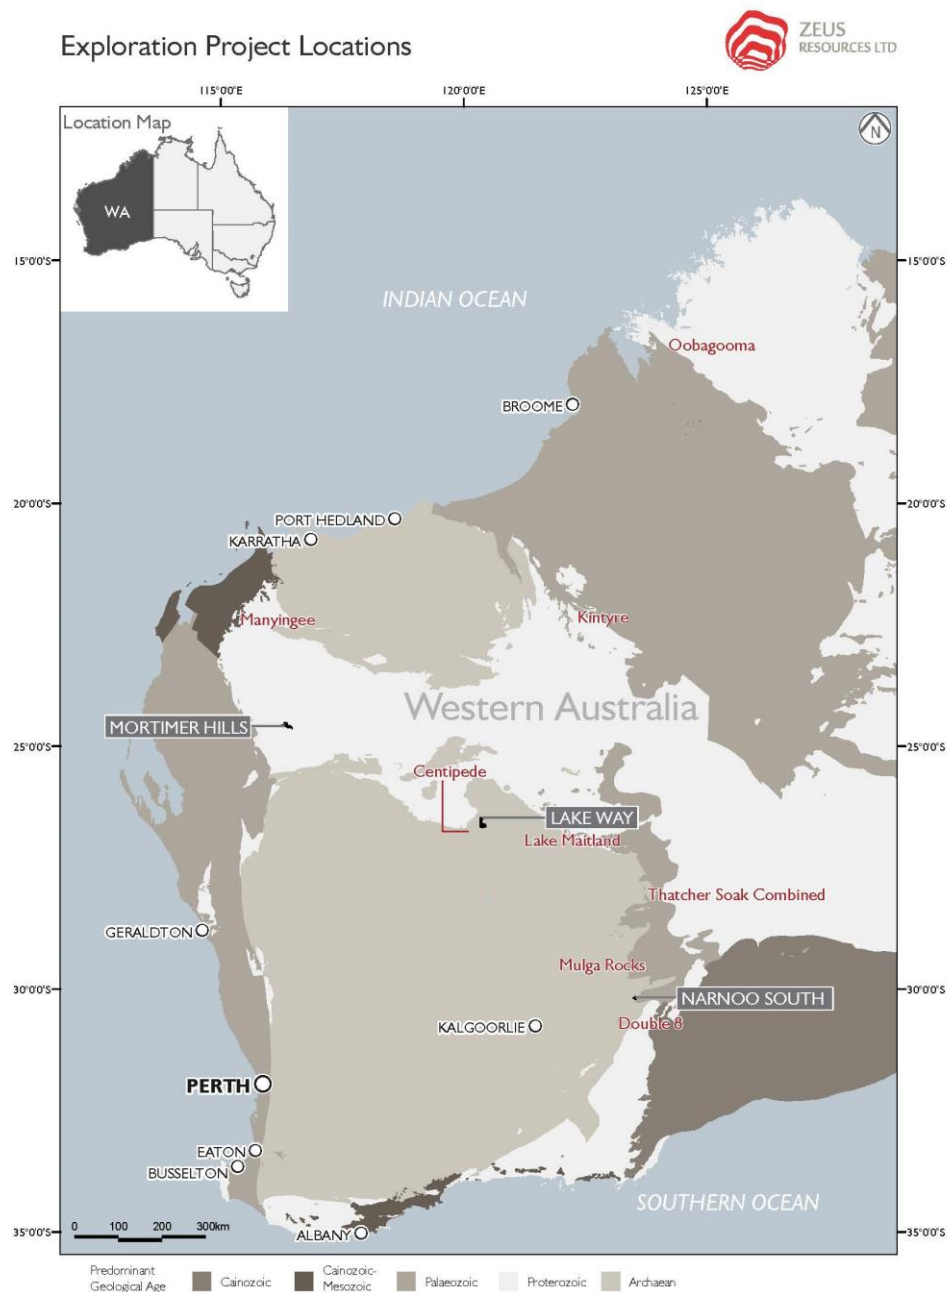 Exploration Project Locations
ZEUS
RESOURCES LTD
115°0'0"E
120°0'0"E
125°0'0"E
Location Map
WA
N
15°0'0"S
15°0'0"S
INDIAN OCEAN
Oobagooma
BROOME
20°0'0"S
20°0'0"S
PORT HEDLAND
KARRATHA
Manyingee
Kintyre
Western Australia
MORTIMER HILLS
25°0'0"S
25°0'0"S
Centipede
LAKE WAY
Lake Maitland
Thatcher Soak Combined
GERALDTON
Mulga Rocks
30°0'0"S
30°0'0"S
NARNOO SOUTH
Double 8
KALGOORLIE
PERTH
EATON
BUSSELTON
SOUTHERN OCEAN
0 100 200 300km
ALBANY
35°0'0"S
35°0'0"S
Predominant
Geological Age
Cainozoic
Cainozoic-
Mesozoic
Palaeozoic
Proterozoic
Archaean